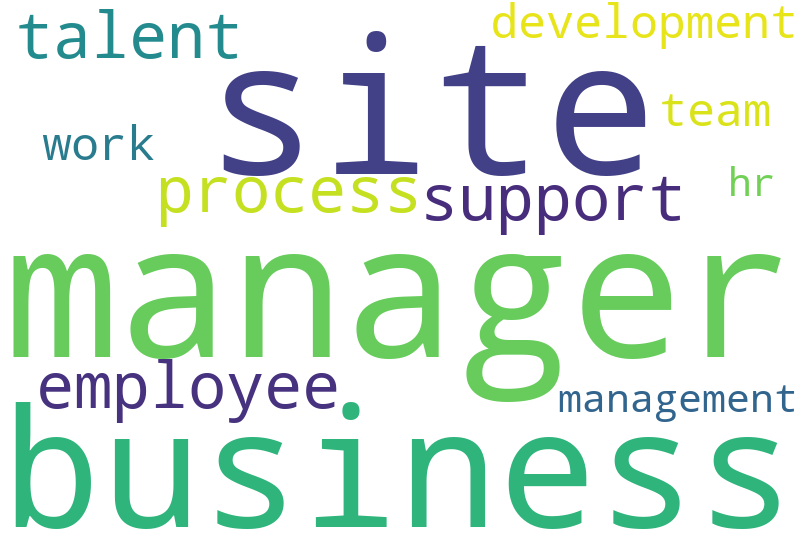 talent
development
site
work
team
process
support
hr
manager
employee
management
business